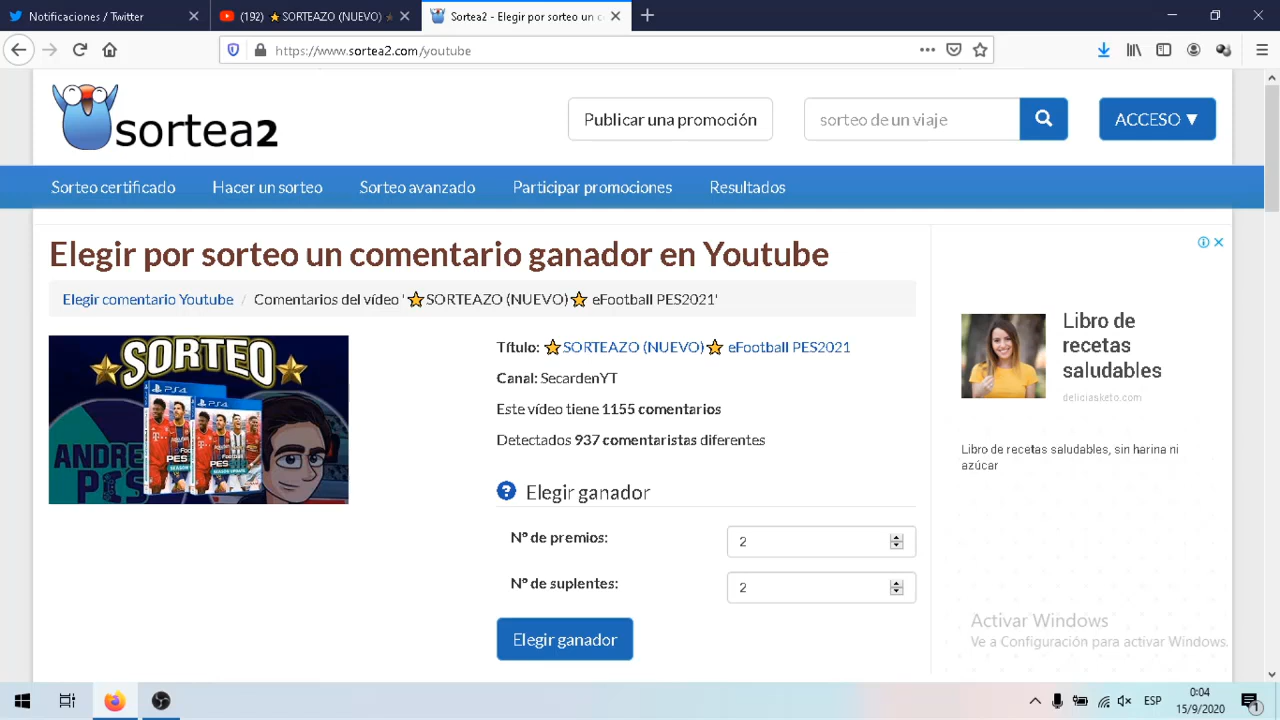 Notificaciones / Twitter
(192) ⭐SORTEAZO (NUEVO)⭐
Sortea2 - Elegir por sorteo un c
https://www.sortea2.com/youtube
sortea2
Publicar una promoción
sorteo de un viaje
ACCESO ▼
Sorteo certificado
Hacer un sorteo
Sorteo avanzado
Participar promociones
Resultados
Elegir por sorteo un comentario ganador en Youtube
Elegir comentario Youtube / Comentarios del vídeo '⭐SORTEAZO (NUEVO)⭐ eFootball PES2021'
SORTEO
PS4
PS4
ANDRE
PES
PES
PES
Título: ⭐SORTEAZO (NUEVO)⭐ eFootball PES2021
Canal: SecardenYT
Este vídeo tiene 1155 comentarios
Detectados 937 comentaristas diferentes
Elegir ganador
Nº de premios:
2
Nº de suplentes:
2
Elegir ganador
Libro de
recetas
saludables
deliciasketo.com
Libro de recetas saludables, sin harina ni
azúcar
Activar Windows
Ve a Configuración para activar Windows.
ESP
0:04
15/9/2020
1